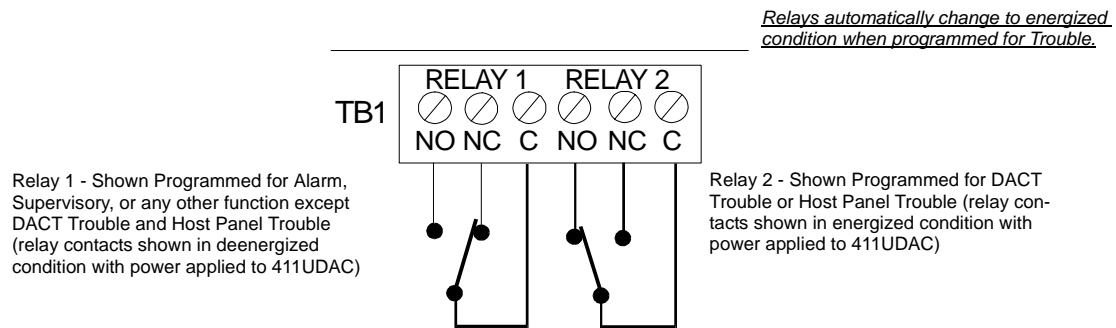 Relays automatically change to energized
condition when programmed for Trouble.
RELAY 1 RELAY 2
TB1
NO NC C NO NC C
Relay 1 - Shown Programmed for Alarm,
Supervisory, or any other function except
DACT Trouble and Host Panel Trouble
(relay contacts shown in deenergized
condition with power applied to 411UDAC)
Relay 2 - Shown Programmed for DACT
Trouble or Host Panel Trouble (relay con-
tacts shown in energized condition with
power applied to 411UDAC)